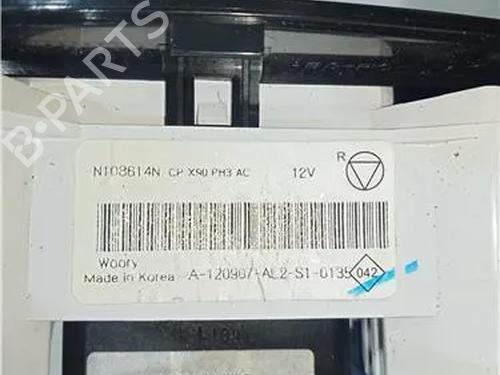 B-PARTS
N103614N CP X90 PH3 AC 12V R
Woory
Made in Korea A-120907-AL2-S1-0135 042